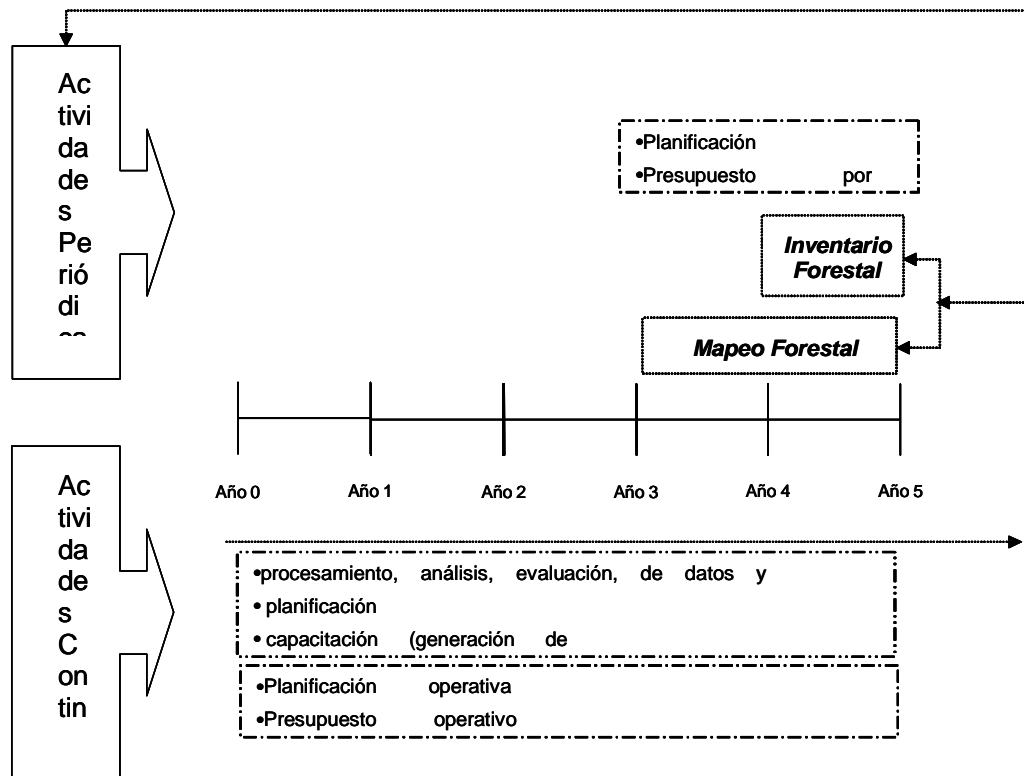 Ac
tivi
da
de
s
Pe
rió
di
•Planificación
•Presupuesto por
Inventario
Forestal
Mapeo Forestal
Año 0 Año 1 Año 2 Año 3 Año 4 Año 5
Ac
tivi
da
de
s
C
on
tin
•procesamiento, análisis, evaluación, de datos y
• planificación
• capacitación (generación de
•Planificación operativa
•Presupuesto operativo